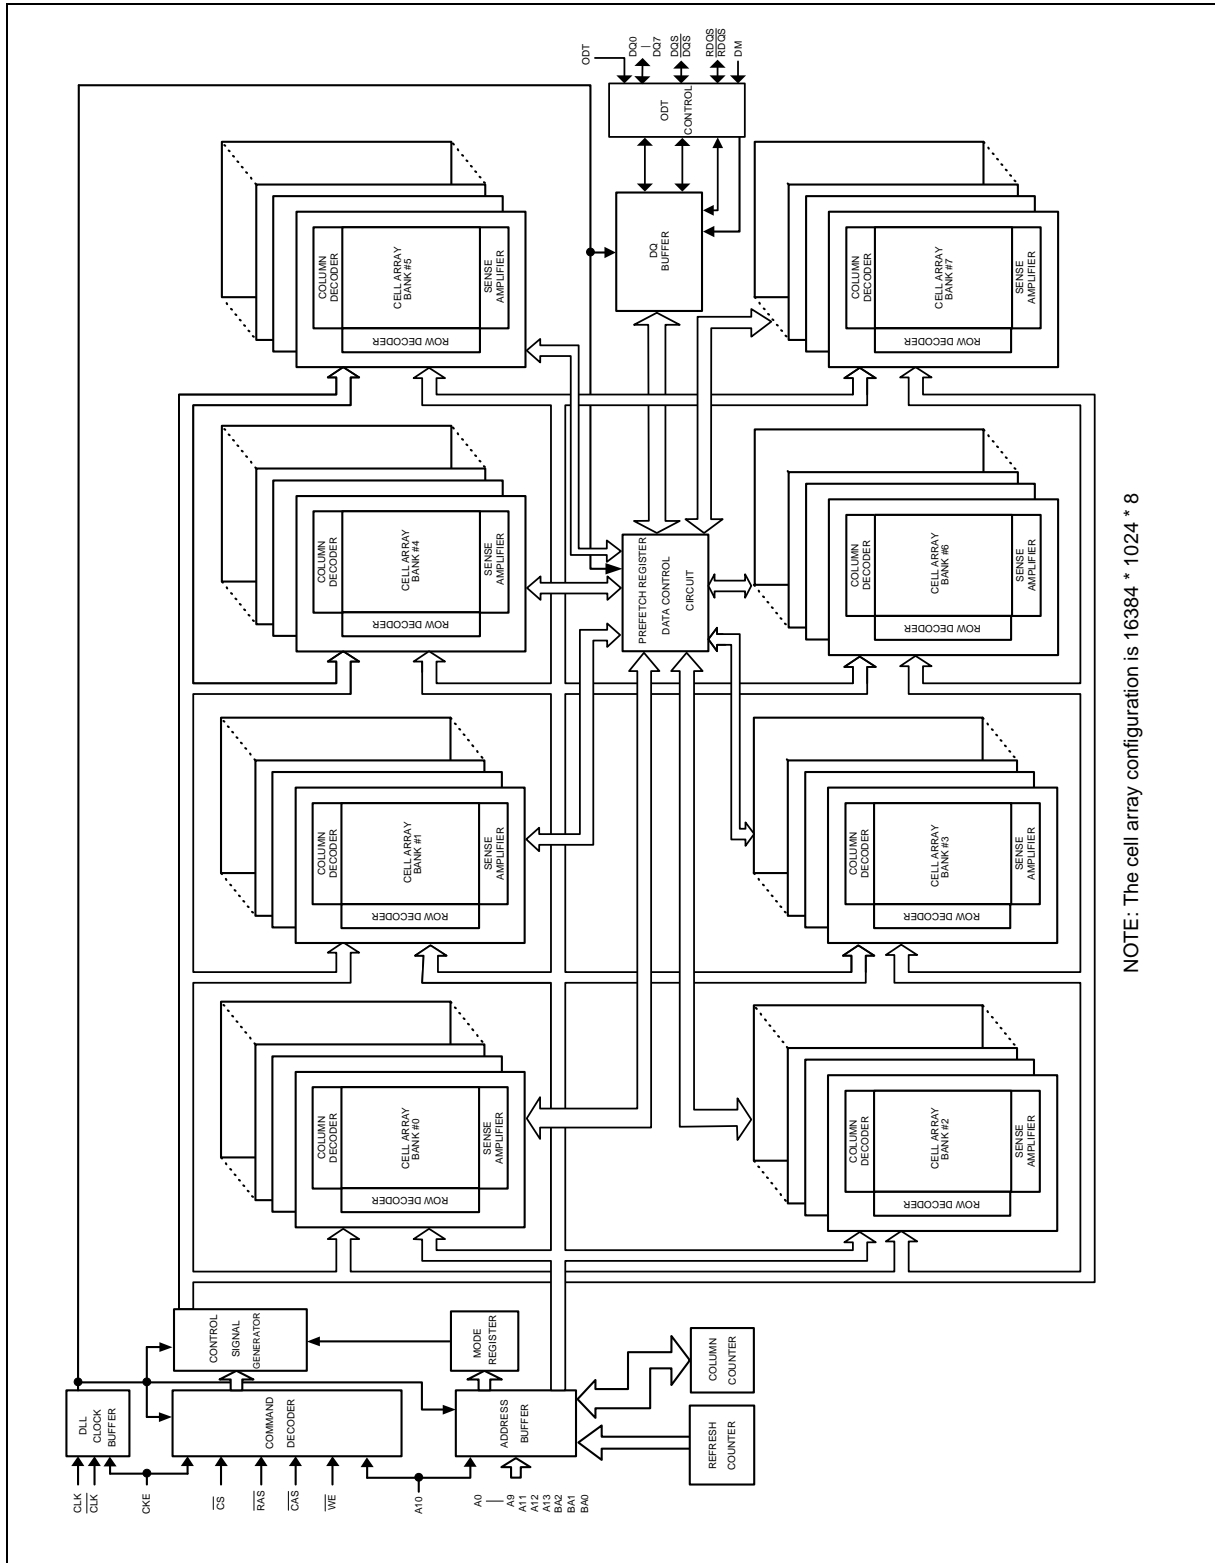 CLK
CLK
CKE
CS
RAS
CAS
WE
A10
A0
A9
A11
A12
A13
BA2
BA1
BA0
DLL
CLOCK
BUFFER
COMMAND
DECODER
ADDRESS
BUFFER
REFRESH
COUNTER
COLUMN
COUNTER
CONTROL
SIGNAL
GENERATOR
MODE
REGISTER
COLUMN
DECODER
CELL ARRAY
BANK #0
SENSE
AMPLIFIER
ROW DECODER
COLUMN
DECODER
CELL ARRAY
BANK #2
SENSE
AMPLIFIER
ROW DECODER
COLUMN
DECODER
CELL ARRAY
BANK #1
SENSE
AMPLIFIER
ROW DECODER
COLUMN
DECODER
CELL ARRAY
BANK #3
SENSE
AMPLIFIER
ROW DECODER
COLUMN
DECODER
CELL ARRAY
BANK #4
SENSE
AMPLIFIER
ROW DECODER
PREFETCH REGISTER
DATA CONTROL
CIRCUIT
COLUMN
DECODER
CELL ARRAY
BANK #6
SENSE
AMPLIFIER
ROW DECODER
COLUMN
DECODER
CELL ARRAY
BANK #5
SENSE
AMPLIFIER
ROW DECODER
DQ
BUFFER
COLUMN
DECODER
CELL ARRAY
BANK #7
SENSE
AMPLIFIER
ROW DECODER
ODT
CONTROL
ODT
DQ0
DQ7
DQS
DQS
RDQS
RDQS
DM
NOTE: The cell array configuration is 16384 * 1024 * 8